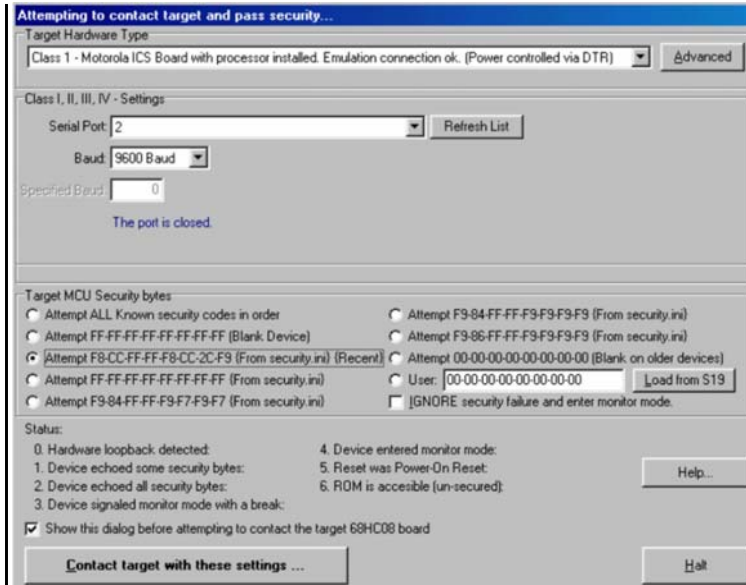 Attempting to contact target and pass security...
Target Hardware Type
Class 1 - Motorola ICS Board with processor installed. Emulation connection ok. (Power controlled via DTR)
Advanced
Class I, II, III, IV - Settings
Serial Port: 2
Refresh List
Baud: 9600 Baud
Specified Baud: 0
The port is closed.
Target MCU Security bytes
Attempt ALL Known security codes in order
Attempt FF-FF-FF-FF-FF-FF-FF-FF (Blank Device)
Attempt F8-CC-FF-FF-F8-CC-2C-F9 (From security.ini) (Recent)
Attempt FF-FF-FF-FF-FF-FF-FF-FF (From security.ini)
Attempt F9-84-FF-FF-F9-F7-F9-F7 (From security.ini)
Attempt F9-84-FF-FF-F9-F9-F9-F9 (From security.ini)
Attempt F9-86-FF-FF-F9-F9-F9-F9 (From security.ini)
Attempt 00-00-00-00-00-00-00-00 (Blank on older devices)
User: 00-00-00-00-00-00-00-00
Load from S19
IGNORE security failure and enter monitor mode.
Status:
0. Hardware loopback detected:
1. Device echoed some security bytes:
2. Device echoed all security bytes:
3. Device signaled monitor mode with a break:
4. Device entered monitor mode:
5. Reset was Power-On Reset:
6. ROM is accesible (un-secured):
Help...
Show this dialog before attempting to contact the target 68HC08 board
Contact target with these settings ...
Halt